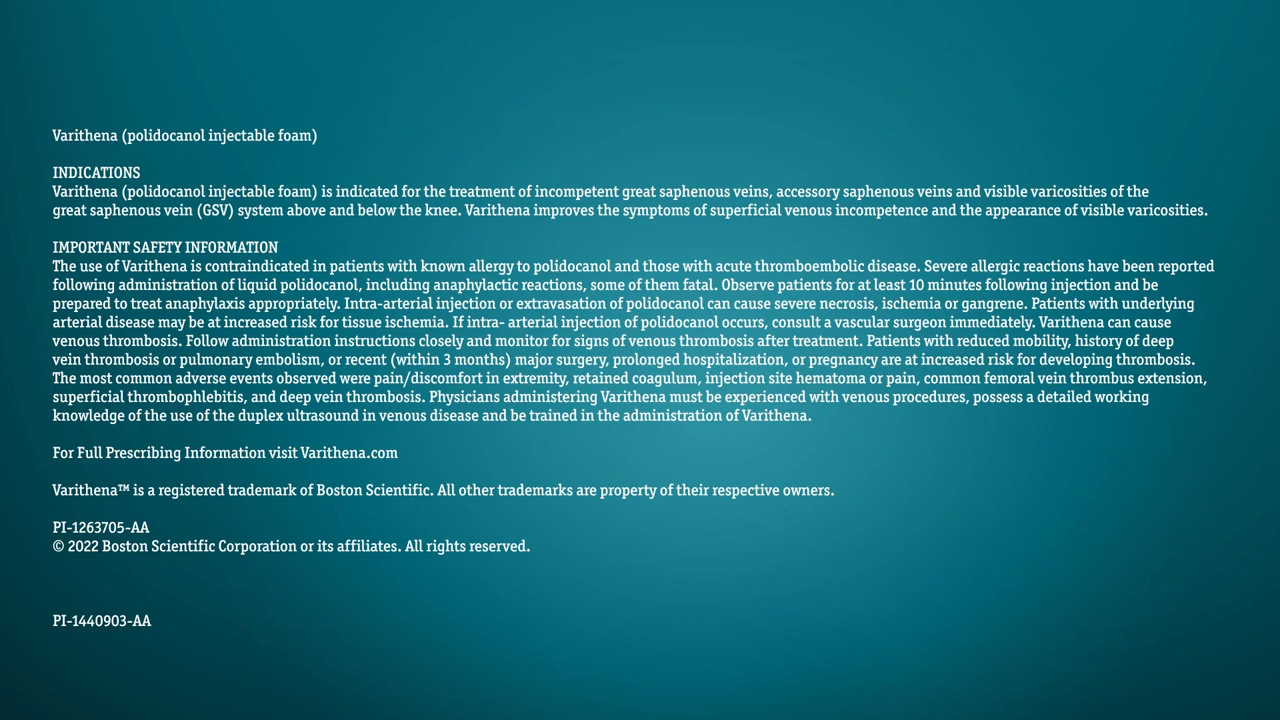 Varithena (polidocanol injectable foam)
INDICATIONS
Varithena (polidocanol injectable foam) is indicated for the treatment of incompetent great saphenous veins, accessory saphenous veins and visible varicosities of the
great saphenous vein (GSV) system above and below the knee. Varithena improves the symptoms of superficial venous incompetence and the appearance of visible varicosities.
IMPORTANT SAFETY INFORMATION
The use of Varithena is contraindicated in patients with known allergy to polidocanol and those with acute thromboembolic disease. Severe allergic reactions have been reported
following administration of liquid polidocanol, including anaphylactic reactions, some of them fatal. Observe patients for at least 10 minutes following injection and be
prepared to treat anaphylaxis appropriately. Intra-arterial injection or extravasation of polidocanol can cause severe necrosis, ischemia or gangrene. Patients with underlying
arterial disease may be at increased risk for tissue ischemia. If intra- arterial injection of polidocanol occurs, consult a vascular surgeon immediately. Varithena can cause
venous thrombosis. Follow administration instructions closely and monitor for signs of venous thrombosis after treatment. Patients with reduced mobility, history of deep
vein thrombosis or pulmonary embolism, or recent (within 3 months) major surgery, prolonged hospitalization, or pregnancy are at increased risk for developing thrombosis.
The most common adverse events observed were pain/discomfort in extremity, retained coagulum, injection site hematoma or pain, common femoral vein thrombus extension,
superficial thrombophlebitis, and deep vein thrombosis. Physicians administering Varithena must be experienced with venous procedures, possess a detailed working
knowledge of the use of the duplex ultrasound in venous disease and be trained in the administration of Varithena.
For Full Prescribing Information visit Varithena.com
Varithena™ is a registered trademark of Boston Scientific. All other trademarks are property of their respective owners.
PI-1263705-AA
© 2022 Boston Scientific Corporation or its affiliates. All rights reserved.
PI-1440903-AA